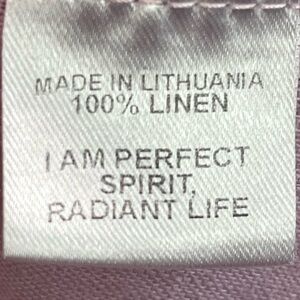 MADE IN LITHUANIA
100% LINEN
I AM PERFECT
SPIRIT,
RADIANT LIFE